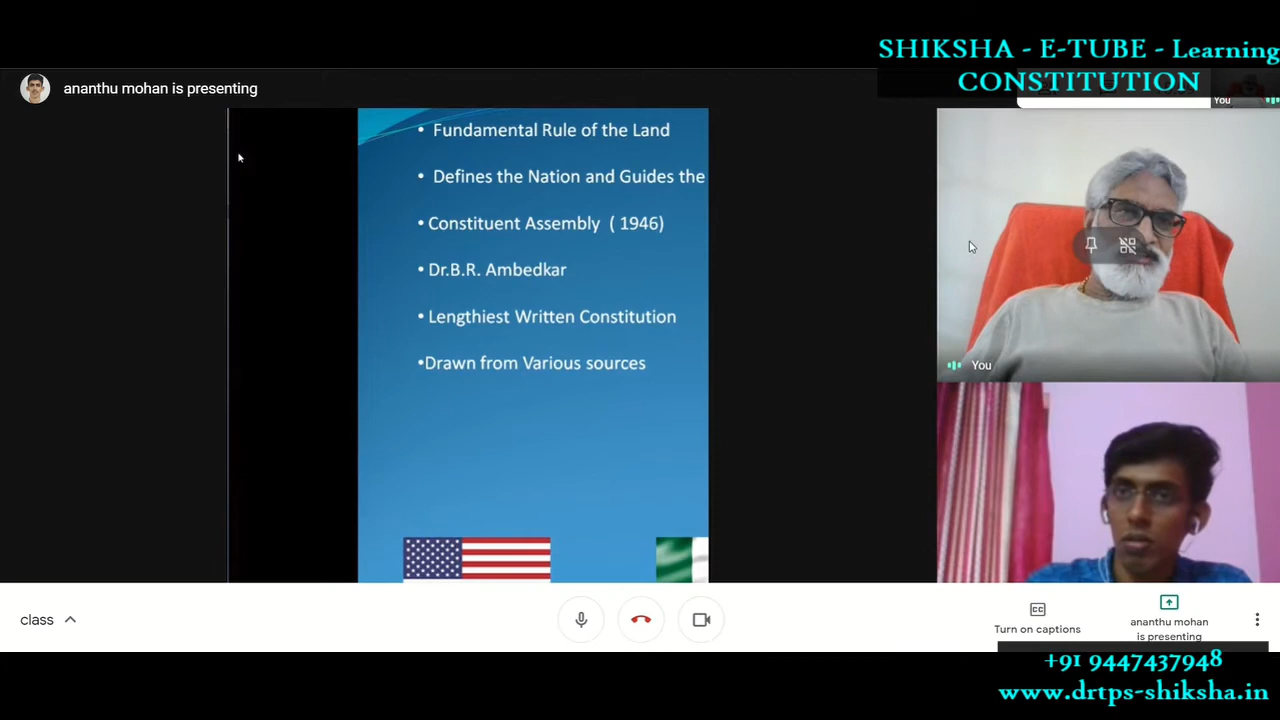 SHIKSHA - E-TUBE - Learning
CONSTITUTION
ananthu mohan is presenting
You
• Fundamental Rule of the Land
• Defines the Nation and Guides the
• Constituent Assembly ( 1946)
• Dr.B.R. Ambedkar
• Lengthiest Written Constitution
•Drawn from Various sources
You
class
CC
Turn on captions
ananthu mohan
is presenting
+91 9447437948
www.drtps-shiksha.in